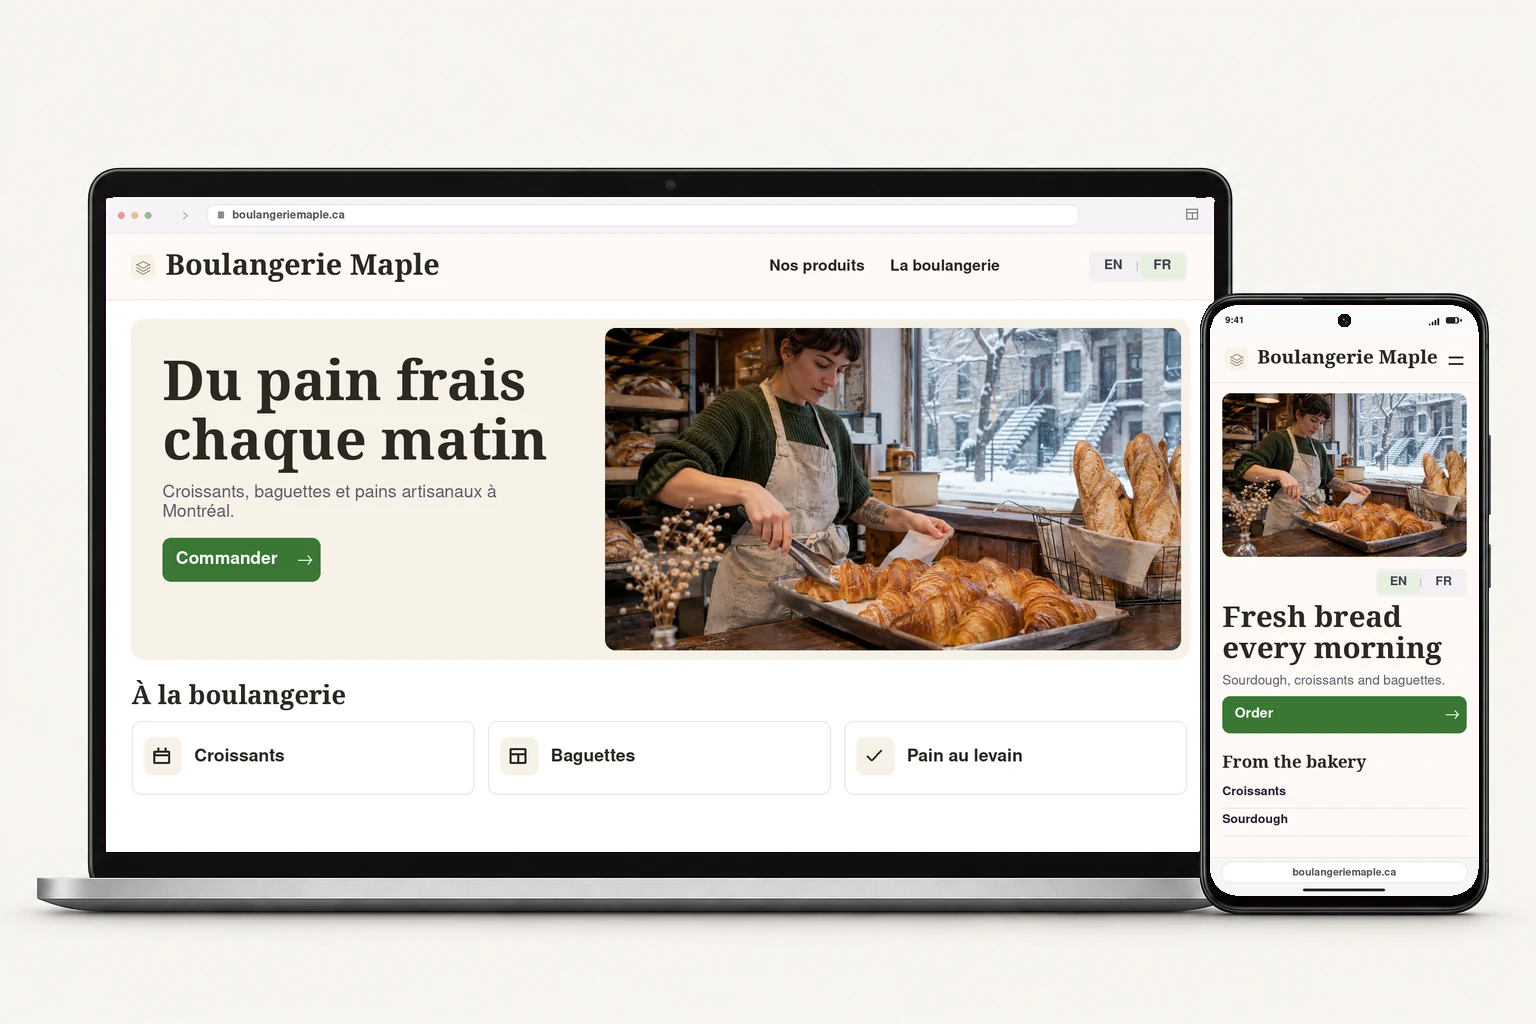 boulangeriemaple.ca
Boulangerie Maple
Nos produits
La boulangerie
EN | FR
Du pain frais
chaque matin
Croissants, baguettes et pains artisanaux à
Montréal.
Commander →
À la boulangerie
Croissants
Baguettes
Pain au levain
9:41
Boulangerie Maple
EN | FR
Fresh bread
every morning
Sourdough, croissants and baguettes.
Order →
From the bakery
Croissants
Sourdough
boulangeriemaple.ca